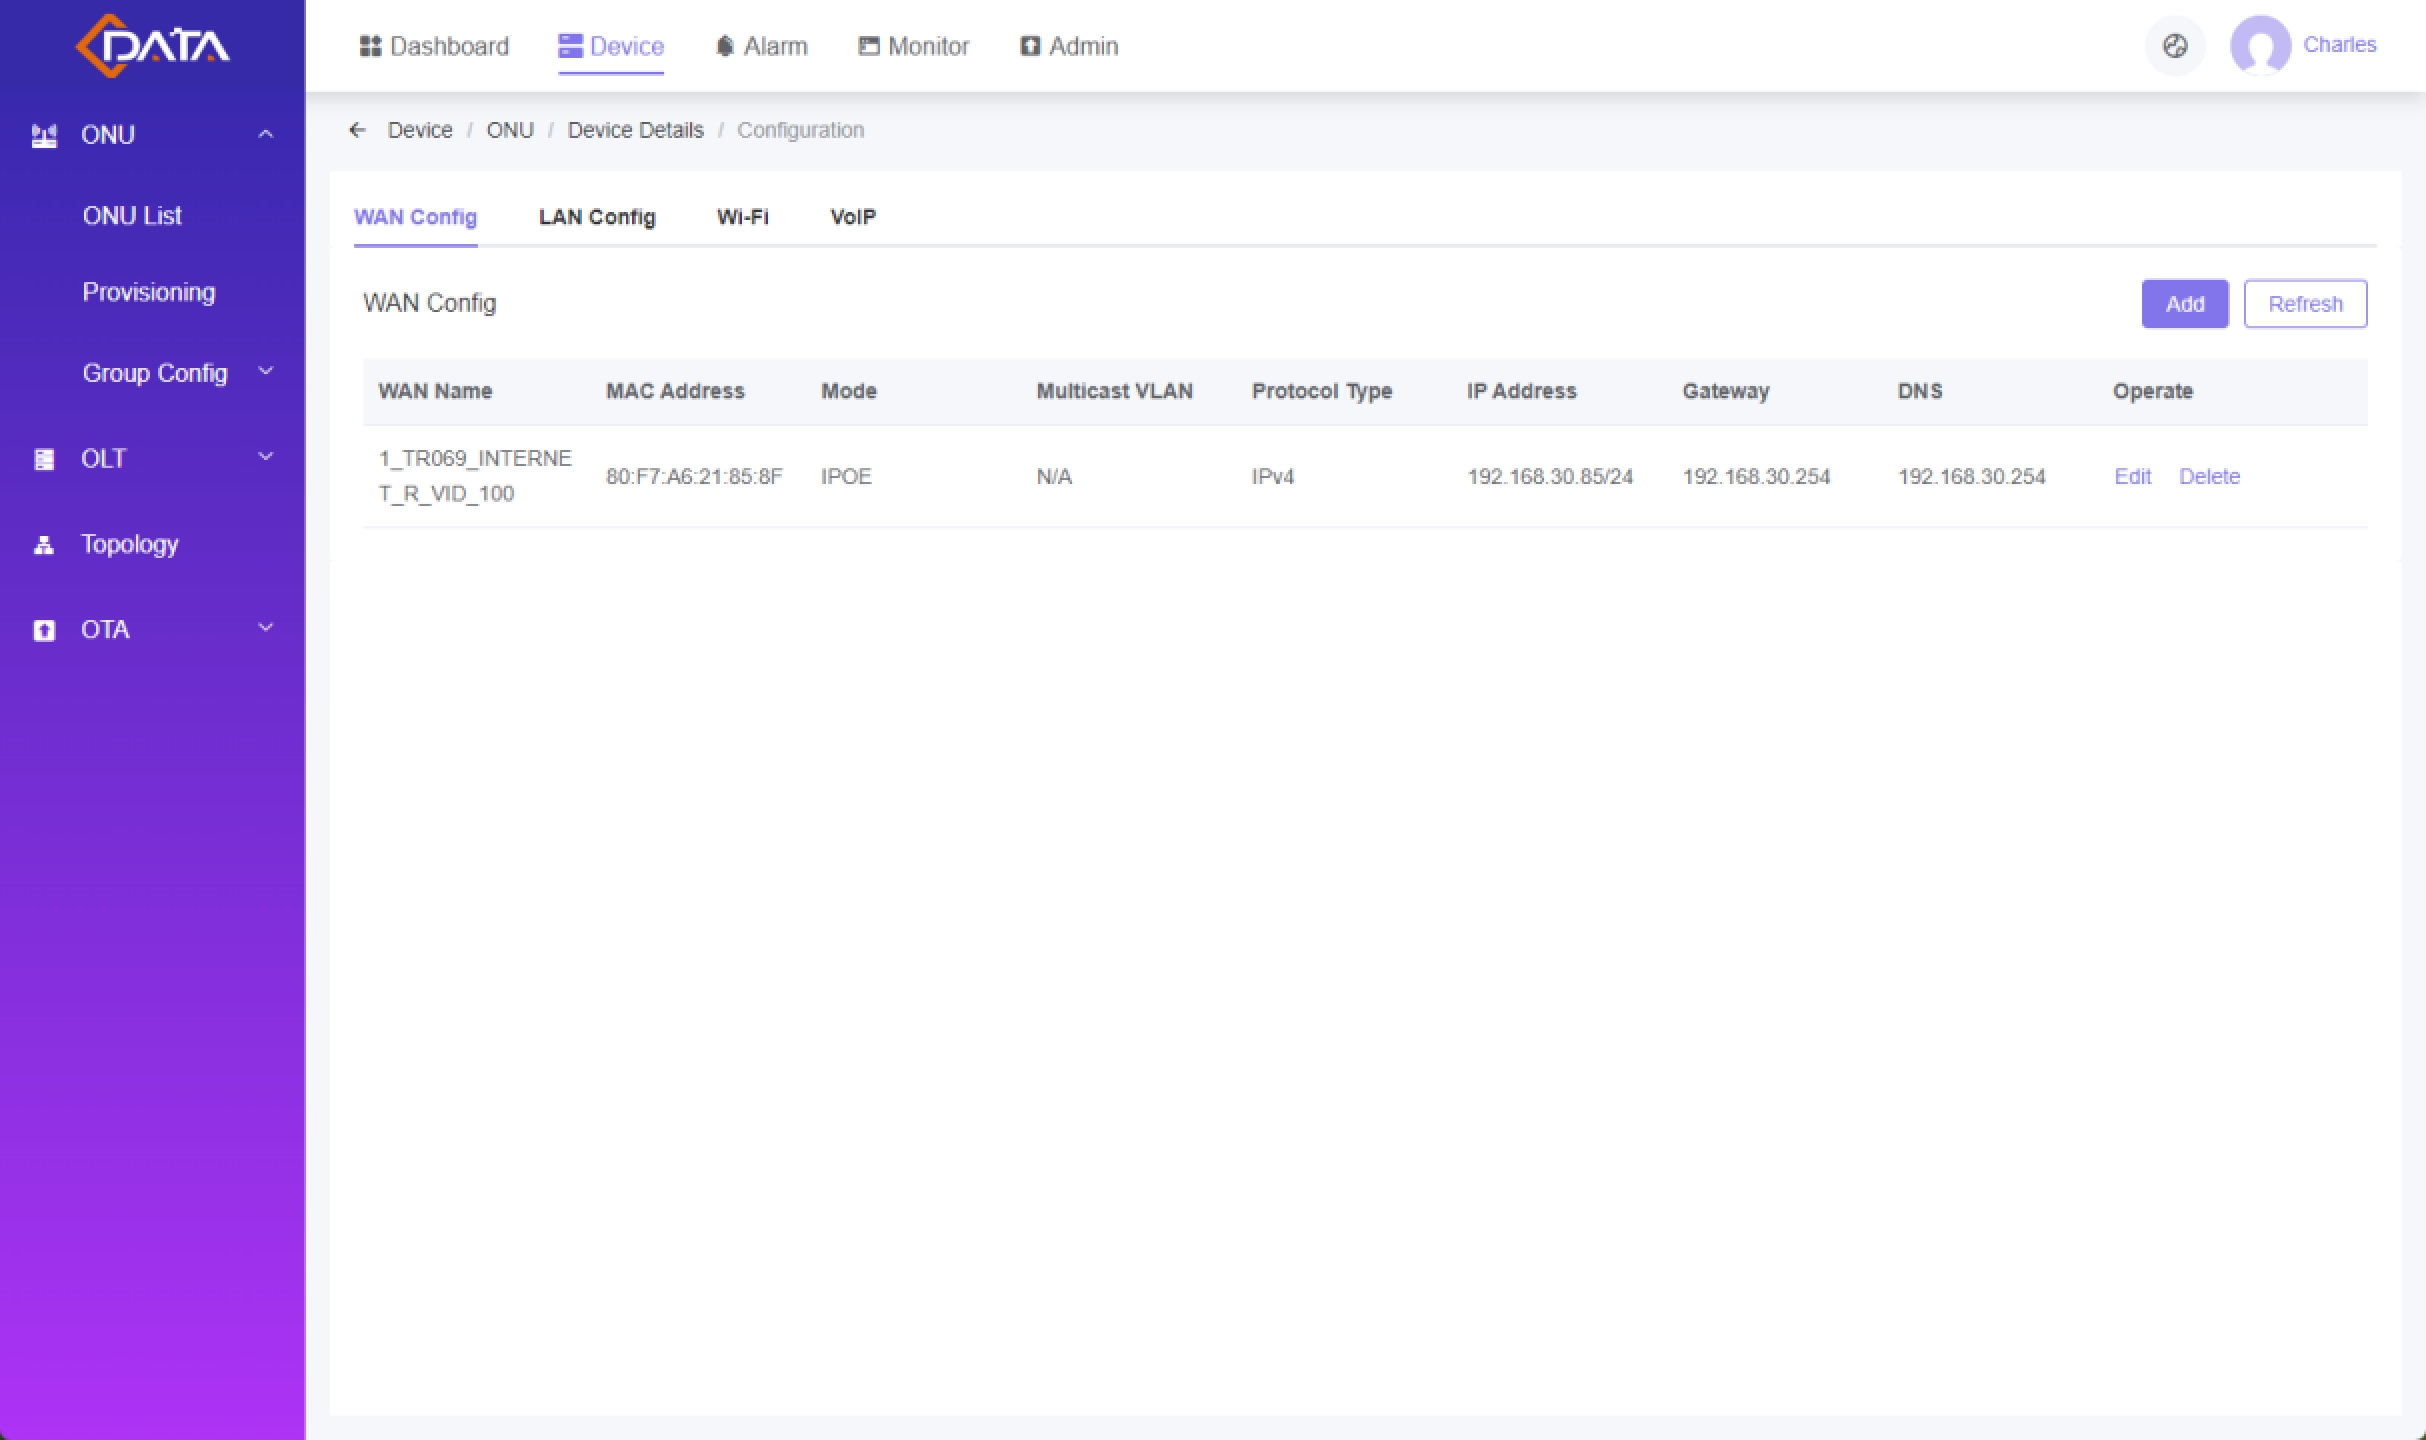 DATA
Dashboard
Device
Alarm
Monitor
Admin
Charles
ONU
ONU List
Provisioning
Group Config
OLT
Topology
OTA
Device / ONU / Device Details / Configuration
WAN Config
LAN Config
Wi-Fi
VoIP
WAN Config
Add
Refresh
WAN Name MAC Address Mode Multicast VLAN Protocol Type IP Address Gateway DNS Operate
1_TR069_INTERNE
T_R_VID_100
80:F7:A6:21:85:8F IPOE N/A IPv4 192.168.30.85/24 192.168.30.254 192.168.30.254 Edit Delete